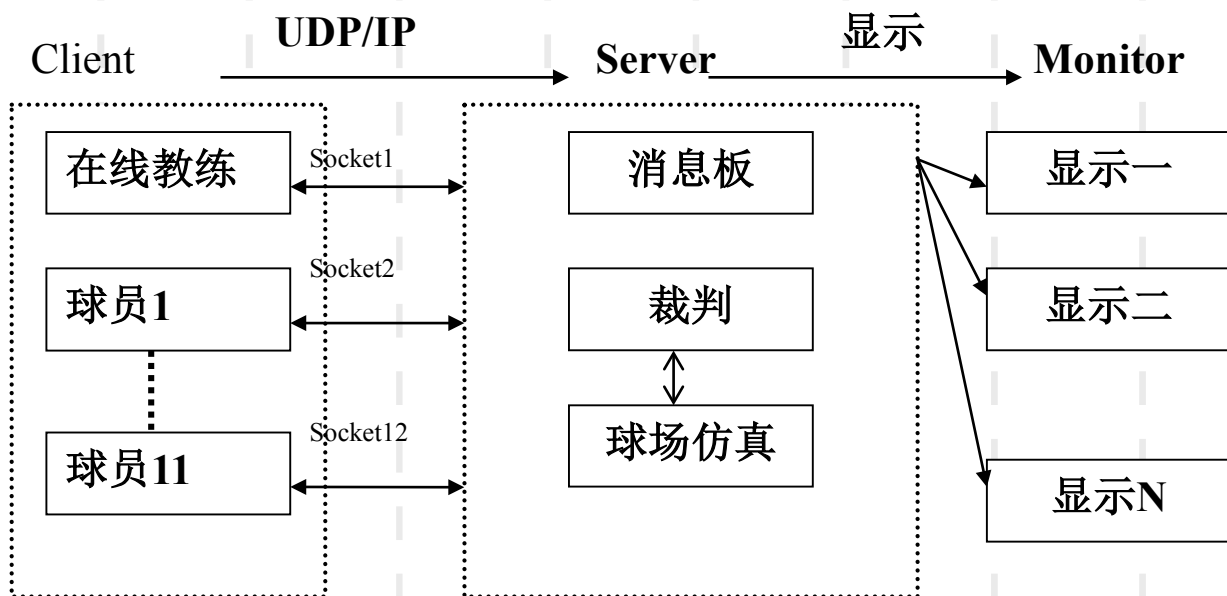 UDP/IP
显示
Client
Server
Monitor
在线教练
Socket1
消息板
显示一
Socket2
球员1
裁判
显示二
Socket12
球员11
球场仿真
显示N